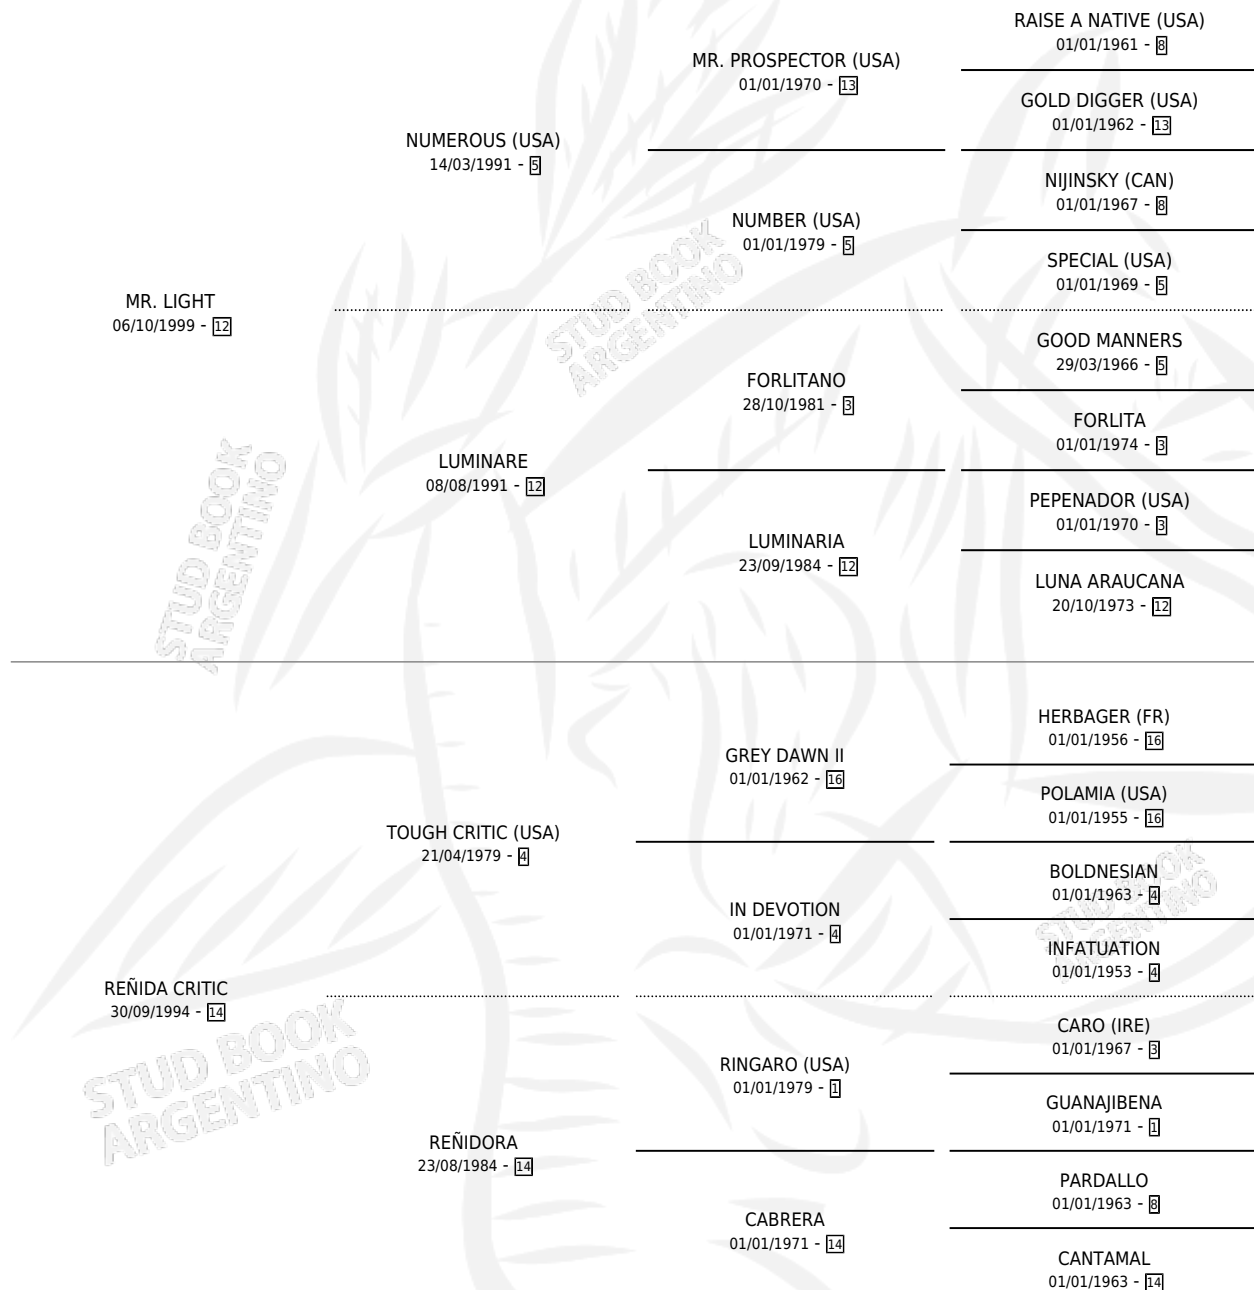 RAISE A NATIVE (USA)
01/01/1961 - 8
MR. PROSPECTOR (USA)
01/01/1970 - 13
GOLD DIGGER (USA)
01/01/1962 - 13
NUMEROUS (USA)
14/03/1991 - 5
NIJINSKY (CAN)
01/01/1967 - 8
NUMBER (USA)
01/01/1979 - 5
SPECIAL (USA)
01/01/1969 - 5
MR. LIGHT
06/10/1999 - 12
GOOD MANNERS
29/03/1966 - 5
FORLITANO
28/10/1981 - 3
FORLITA
01/01/1974 - 3
LUMINARE
08/08/1991 - 12
PEPENADOR (USA)
01/01/1970 - 3
LUMINARIA
23/09/1984 - 12
LUNA ARAUCANA
20/10/1973 - 12
STUD BOOK
ARGENTINO
STUD BOOK
ARGENTINO
HERBAGER (FR)
01/01/1956 - 16
GREY DAWN II
01/01/1962 - 16
POLAMIA (USA)
01/01/1955 - 16
TOUGH CRITIC (USA)
21/04/1979 - 4
BOLDNESIAN
01/01/1963 - 4
IN DEVOTION
01/01/1971 - 4
INFATUATION
01/01/1953 - 4
STUD BOOK
ARGENTINO
REÑIDA CRITIC
30/09/1994 - 14
CARO (IRE)
01/01/1967 - 3
RINGARO (USA)
01/01/1979 - 1
GUANAJIBENA
01/01/1971 - 1
REÑIDORA
23/08/1984 - 14
PARDALLO
01/01/1963 - 8
CABRERA
01/01/1971 - 14
CANTAMAL
01/01/1963 - 14
STUD BOOK
ARGENTINO